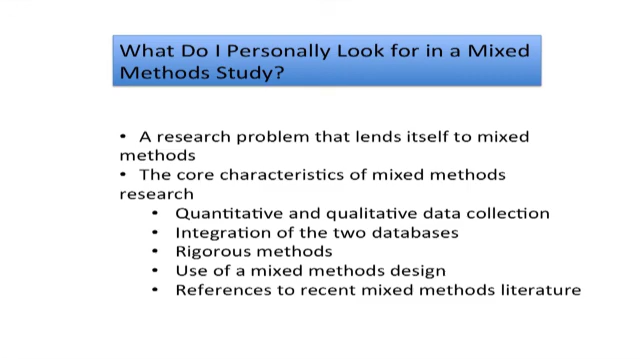 What Do I Personally Look for in a Mixed
Methods Study?
• A research problem that lends itself to mixed
methods
• The core characteristics of mixed methods
research
• Quantitative and qualitative data collection
• Integration of the two databases
• Rigorous methods
• Use of a mixed methods design
• References to recent mixed methods literature